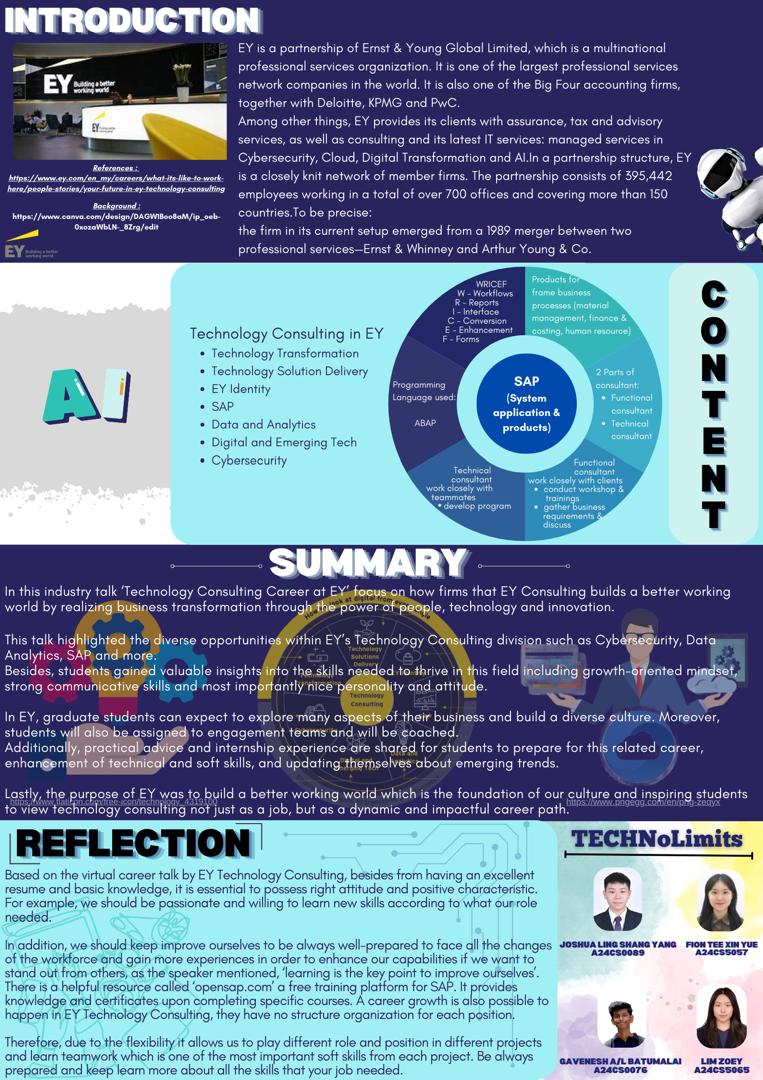 INTRODUCTION
EY Building a better
working world
EY
References :
https://www.ey.com/en_my/careers/what-its-like-to-work-
here/people-stories/your-future-in-ey-technology-consulting
Background :
https://www.canva.com/design/DAGWIBoo8aM/ip_oeb-
0xozaWbLN-_8Zrg/edit
EY Building a better
working world
EY is a partnership of Ernst & Young Global Limited, which is a multinational
professional services organization. It is one of the largest professional services
network companies in the world. It is also one of the Big Four accounting firms,
together with Deloitte, KPMG and PwC.
Among other things, EY provides its clients with assurance, tax and advisory
services, as well as consulting and its latest IT services: managed services in
Cybersecurity, Cloud, Digital Transformation and AI.In a partnership structure, EY
is a closely knit network of member firms. The partnership consists of 395,442
employees working in a total of over 700 offices and covering more than 150
countries.To be precise:
the firm in its current setup emerged from a 1989 merger between two
professional services—Ernst & Whinney and Arthur Young & Co.
AI
Technology Consulting in EY
• Technology Transformation
• Technology Solution Delivery
• EY Identity
• SAP
• Data and Analytics
• Digital and Emerging Tech
• Cybersecurity
WRICEF
W - Workflows
R - Reports
I - Interface
C - Conversion
E - Enhancement
F - Forms
Products for
frame business
processes (material
management, finance &
costing, human resource)
2 Parts of
consultant:
• Functional
consultant
• Technical
consultant
Functional
consultant
work closely with clients
• conduct workshop &
trainings
• gather business
requirements &
discuss
Technical
consultant
work closely with
teammates
• develop program
Programming
Language used:
ABAP
SAP
(System
application &
products)
CONTENT
SUMMARY
In this industry talk 'Technology Consulting Career at EY' focus on how firms that EY Consulting builds a better working
world by realizing business transformation through the power of people, technology and innovation.
This talk highlighted the diverse opportunities within EY's Technology Consulting division such as Cybersecurity, Data
Analytics, SAP and more.
Besides, students gained valuable insights into the skills needed to thrive in this field including growth-oriented mindset,
strong communicative skills and most importantly nice personality and attitude.
In EY, graduate students can expect to explore many aspects of their business and build a diverse culture. Moreover,
students will also be assigned to engagement teams and will be coached.
Additionally, practical advice and internship experience are shared for students to prepare for this related career,
enhancement of technical and soft skills, and updating themselves about emerging trends.
Lastly, the purpose of EY was to build a better working world which is the foundation of our culture and inspiring students
to view technology consulting not just as a job, but as a dynamic and impactful career path.
Technology
Solutions
Delivery
Technology
Consulting
https://www.flaticon.com/free-icon/technology_4319100
https://www.pngegg.com/en/png-zeqyx
REFLECTION
Based on the virtual career talk by EY Technology Consulting, besides from having an excellent
resume and basic knowledge, it is essential to possess right attitude and positive characteristic.
For example, we should be passionate and willing to learn new skills according to what our role
needed.
In addition, we should keep improve ourselves to be always well-prepared to face all the changes
of the workforce and gain more experiences in order to enhance our capabilities if we want to
stand out from others, as the speaker mentioned, 'learning is the key point to improve ourselves'.
There is a helpful resource called 'opensap.com' a free training platform for SAP. It provides
knowledge and certificates upon completing specific courses. A career growth is also possible to
happen in EY Technology Consulting, they have no structure organization for each position.
Therefore, due to the flexibility it allows us to play different role and position in different projects
and learn teamwork which is one of the most important soft skills from each project. Be always
prepared and keep learn more about all the skills that your job needed.
TECHNoLimits
JOSHUA LING SHANG YANG
A24CS0089
FION TEE XIN YUE
A24CS5057
GAVENESH A/L BATUMALAI
A24CS0076
LIM ZOEY
A24CS5065